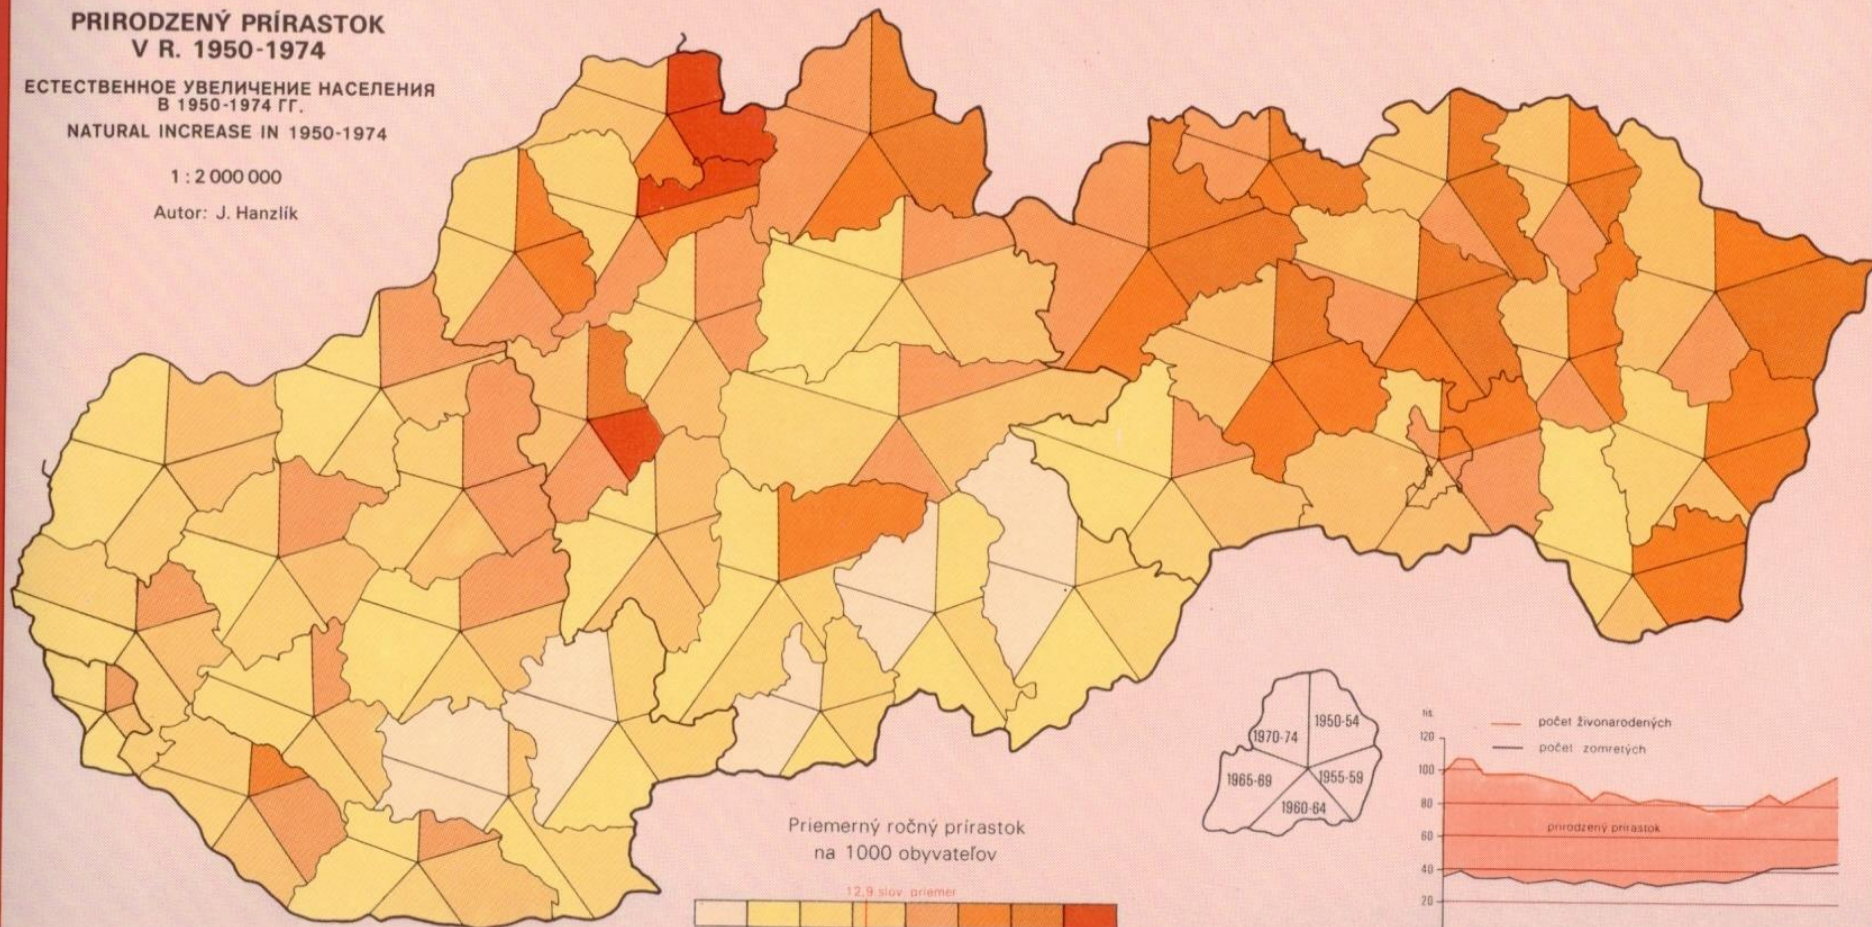 PRIRODZENÝ PRÍRASTOK
V R. 1950-1974
ЕСТЕСТВЕННОЕ УВЕЛИЧЕНИЕ НАСЕЛЕНИЯ
В 1950-1974 ГГ.
NATURAL INCREASE IN 1950-1974
1 : 2 000 000
Autor: J. Hanzlík
1970-74
1950-54
1965-69
1955-59
1960-64
Priemerný ročný prírastok
na 1000 obyvateľov
12,9 slov. priemer
tis.
120
100
80
60
40
20
počet živonarodených
počet zomretých
prirodzený prírastok